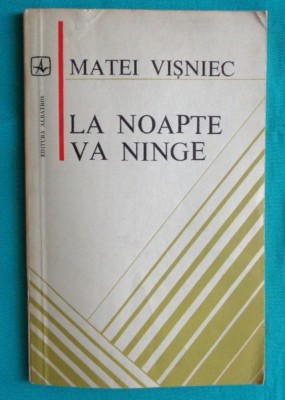 MATEI VIȘNIEC
LA NOAPTE
VA NINGE
EDITURA ALBATROS